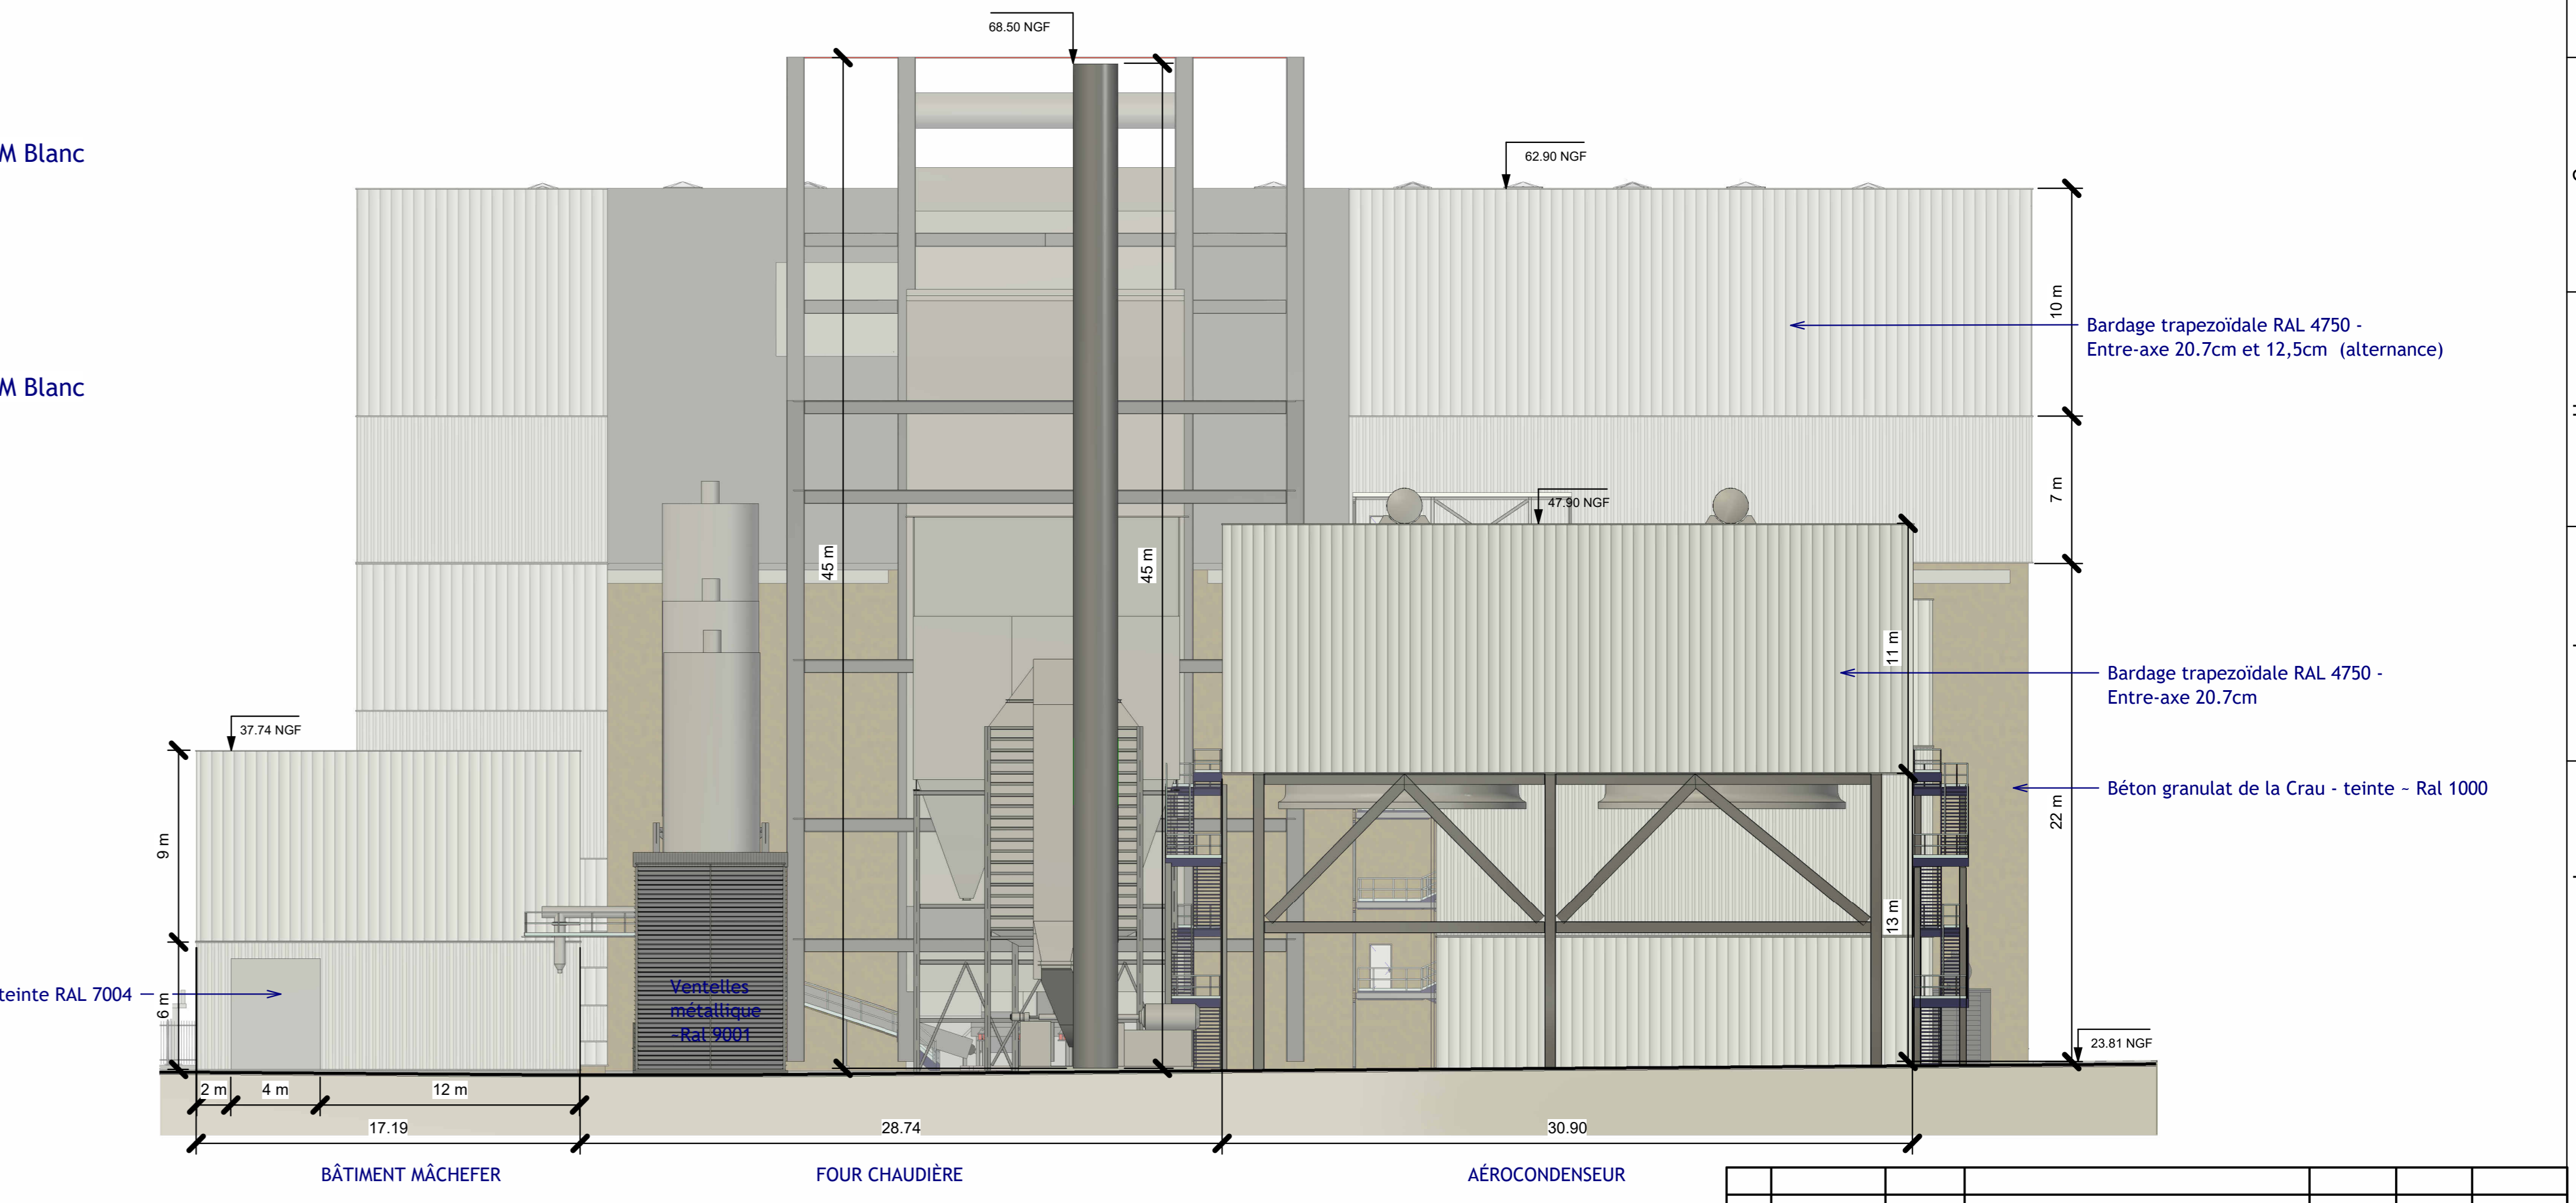 68.50 NGF
M Blanc
62.90 NGF
10 m
Bardage trapezoïdale RAL 4750 -
Entre-axe 20.7cm et 12,5cm (alternance)
M Blanc
7 m
47.90 NGF
45 m
45 m
11 m
Bardage trapezoïdale RAL 4750 -
Entre-axe 20.7cm
37.74 NGF
Béton granulat de la Crau - teinte ~ Ral 1000
22 m
9 m
13 m
teinte RAL 7004
6 m
Ventelles
métallique
~Ral 9001
23.81 NGF
2 m
4 m
12 m
17.19
28.74
30.90
BÂTIMENT MÂCHEFER
FOUR CHAUDIÈRE
AÉROCONDENSEUR